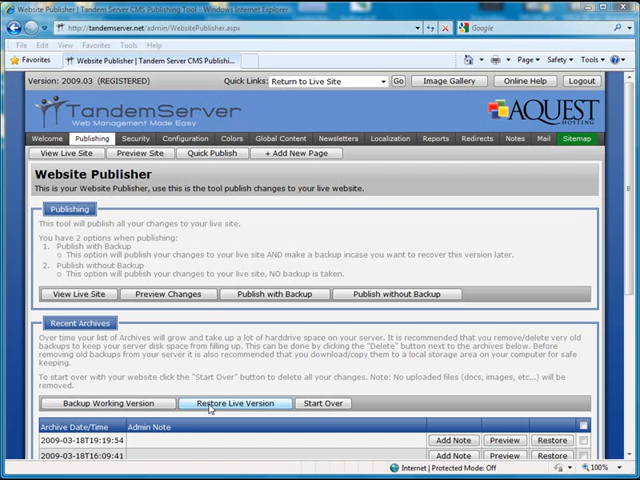 Website Publisher | Tandem Server CMS Publishing Tool - Windows Internet Explorer
http://tandemserver.net/admin/WebsitePublisher.aspx
Google
File Edit View Favorites Tools Help
Favorites Website Publisher | Tandem Server CMS Publishi... Page Safety Tools
Version: 2009.03 (REGISTERED) Quick Links: Return to Live Site Go Image Gallery Online Help Logout
TandemServer
Web Management Made Easy
AQUEST
HOSTING
Welcome Publishing Security Configuration Colors Global Content Newsletters Localization Reports Redirects Notes Mail Sitemap
View Live Site Preview Site Quick Publish + Add New Page
Website Publisher
This is your Website Publisher, use this is the tool publish changes to your live website.
Publishing
This tool will publish all your changes to your live site.
You have 2 options when publishing:
1. Publish with Backup
o This option will publish your changes to your live site AND make a backup incase you want to recover this version later.
2. Publish without Backup
o This option will publish your changes to your live site, NO backup is taken.
View Live Site Preview Changes Publish with Backup Publish without Backup
Recent Archives
Over time your list of Archives will grow and take up a lot of harddrive space on your server. It is recommended that you remove/delete very old
backups to keep your server disk space from filling up. This can be done by clicking the "Delete" button next to the archives below. Before
removing old backups from your server it is also recommended that you download/copy them to a local storage area on your computer for safe
keeping.
To start over with your website click the "Start Over" button to delete all your changes. Note: No uploaded files (docs, images, etc...) will be
removed.
Backup Working Version Restore Live Version Start Over
Archive Date/Time Admin Note
2009-03-18T19:19:54 Add Note Preview Restore
2009-03-18T16:09:41 Add Note Preview Restore
Internet | Protected Mode: Off 100%